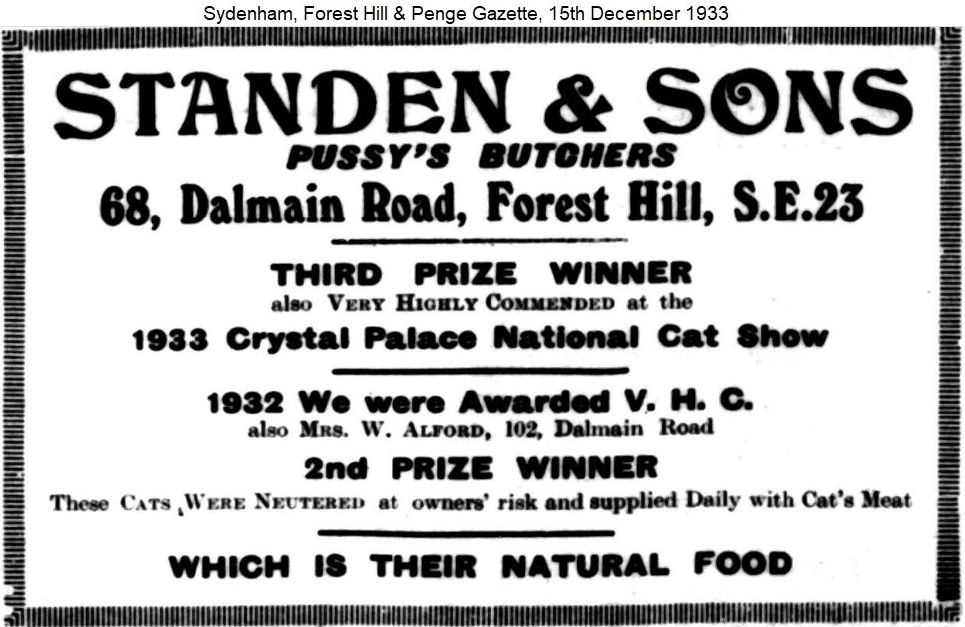 Sydenham, Forest Hill & Penge Gazette, 15th December 1933
STANDEN & SONS
PUSSY'S BUTCHERS
68, Dalmain Road, Forest Hill, S.E.23
THIRD PRIZE WINNER
also VERY HIGHLY COMMENDED at the
1933 Crystal Palace National Cat Show
1932 We were Awarded V. H. C.
also MRS. W. ALFORD, 102, Dalmain Road
2nd PRIZE WINNER
These CATS WERE NEUTERED at owners' risk and supplied Daily with Cat's Meat
WHICH IS THEIR NATURAL FOOD